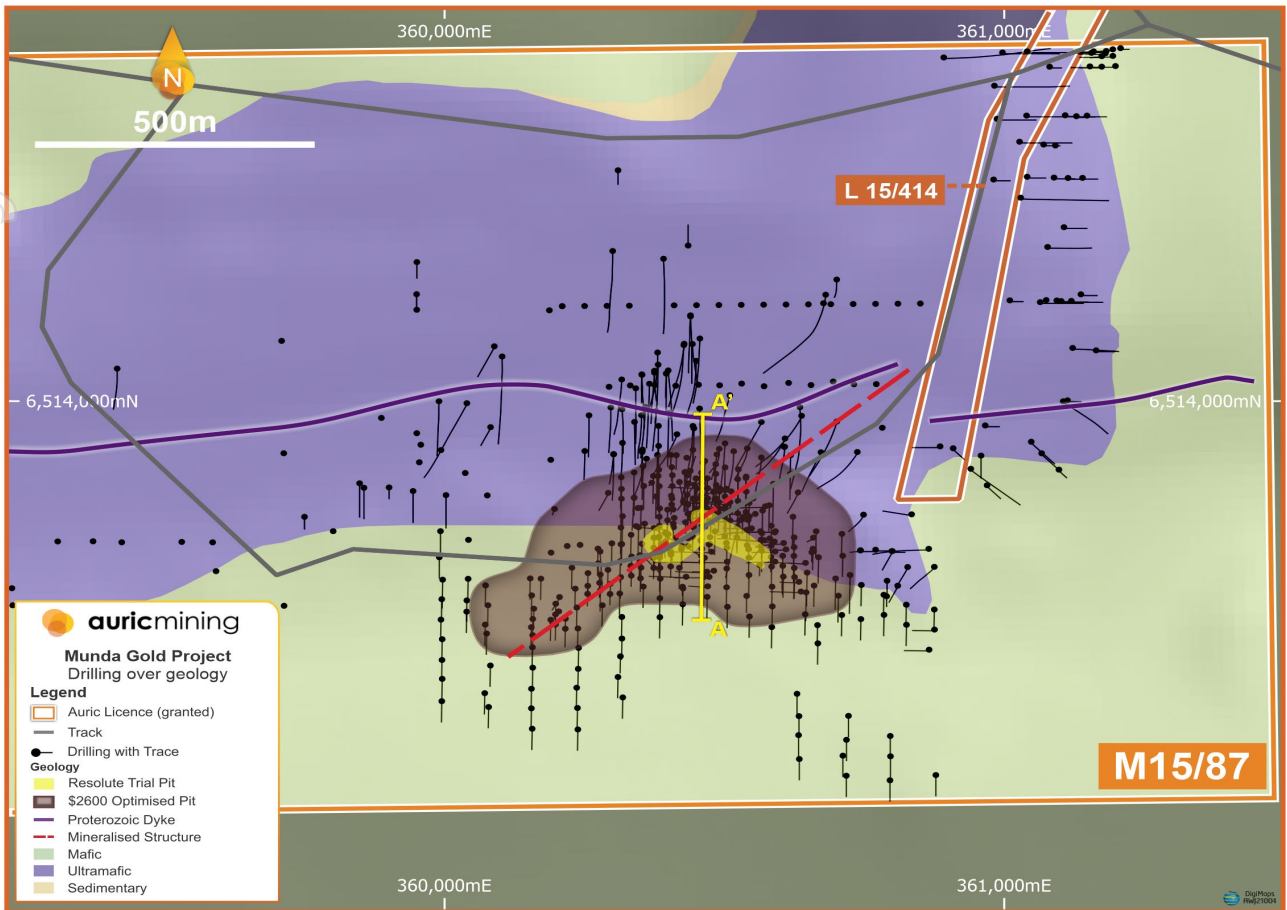 360,000mE
361,000mE
N
500m
L 15/414
6,514,000mN
6,514,000mN
A'
A
auricmining
Munda Gold Project
Drilling over geology
Legend
Auric Licence (granted)
Track
Drilling with Trace
Geology
Resolute Trial Pit
$2600 Optimised Pit
Proterozoic Dyke
Mineralised Structure
Mafic
Ultramafic
Sedimentary
M15/87
360,000mE
361,000mE
DigiMaps